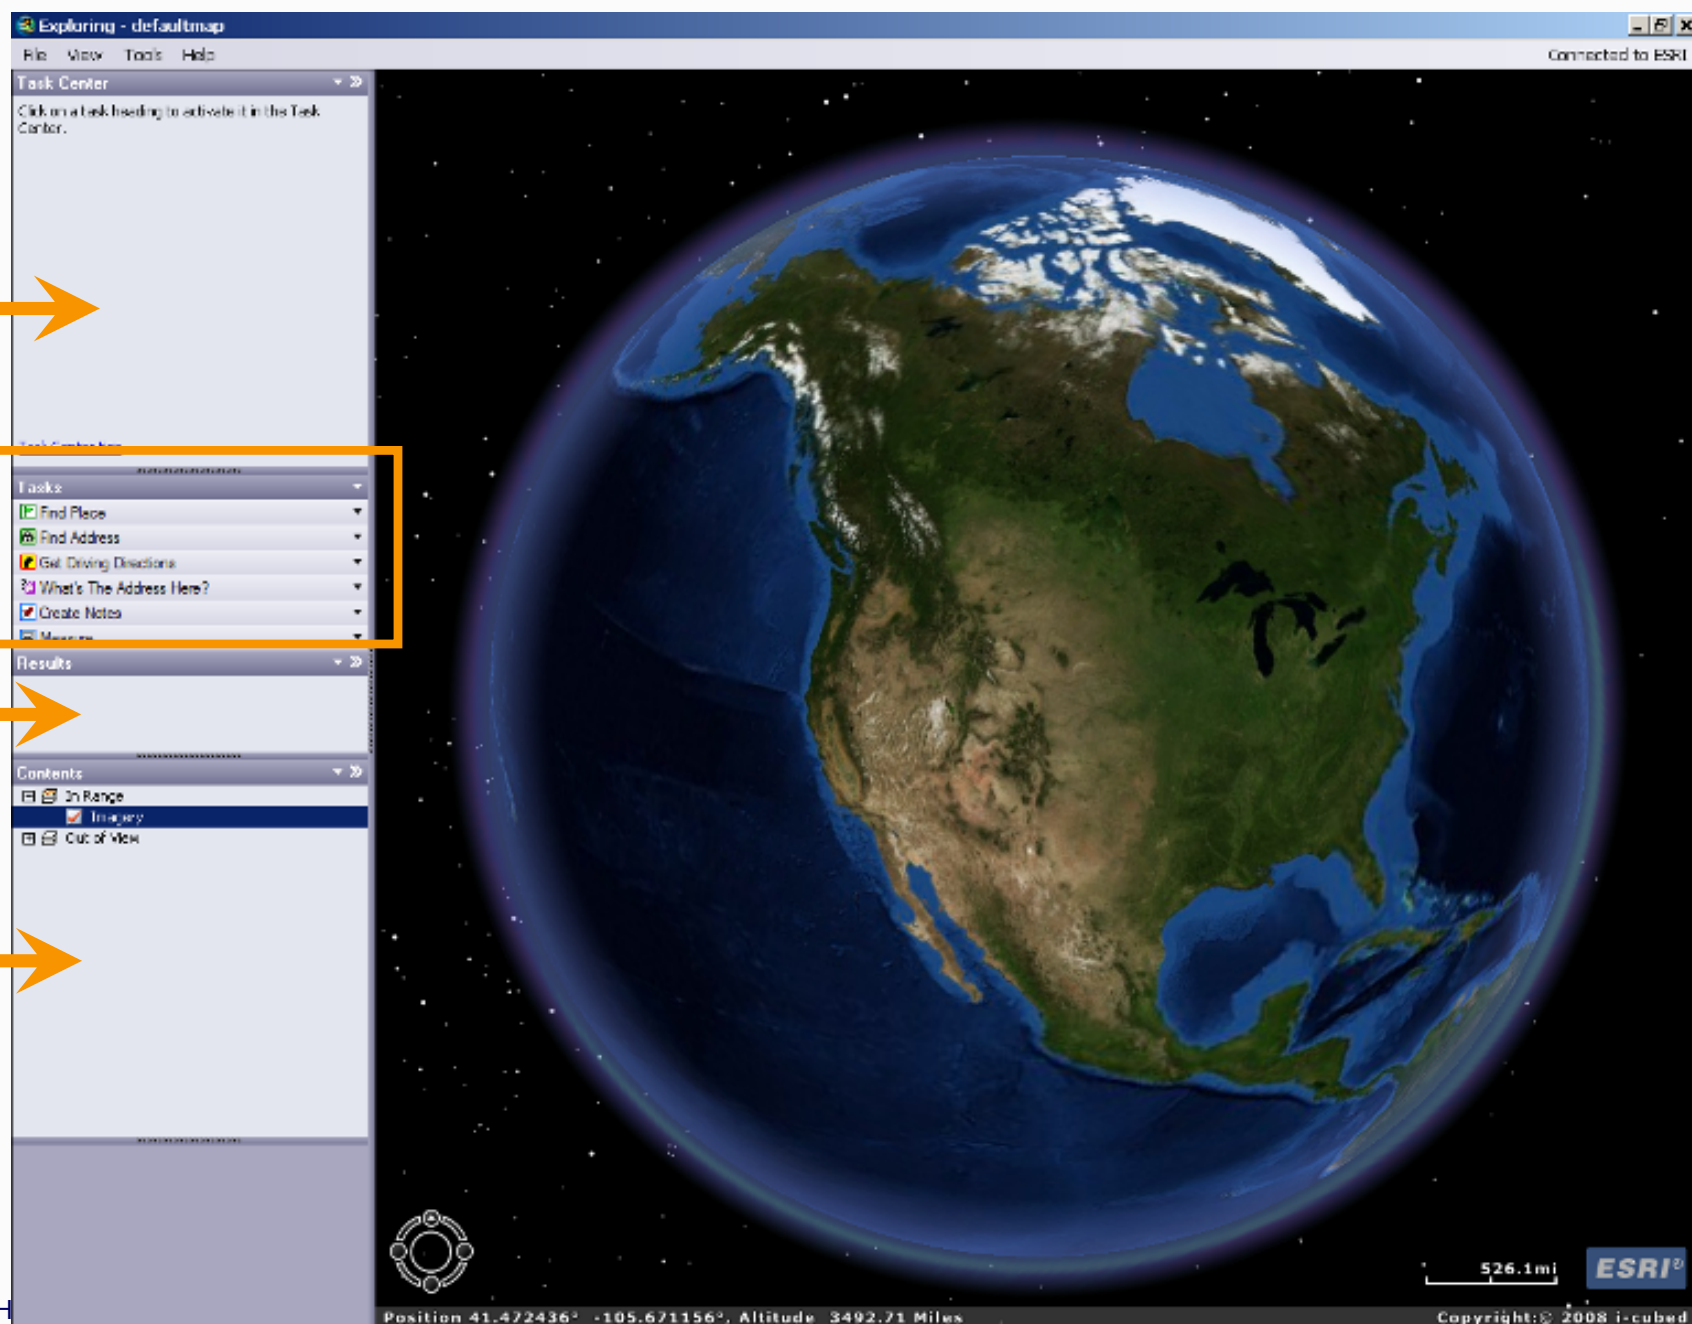 Exploring - defaultmap
File View Tools Help
Connected to ESRI
Task Center
Click on a task heading to activate it in the Task
Center.
Tasks
Find Place
Find Address
Get Driving Directions
What's The Address Here?
Create Notes
Measure
Results
Contents
In Range
Imagery
Out of View
526.1mi
ESRI®
Position 41.472436° -105.671156°, Altitude 3492.71 Miles
Copyright:© 2008 i-cubed